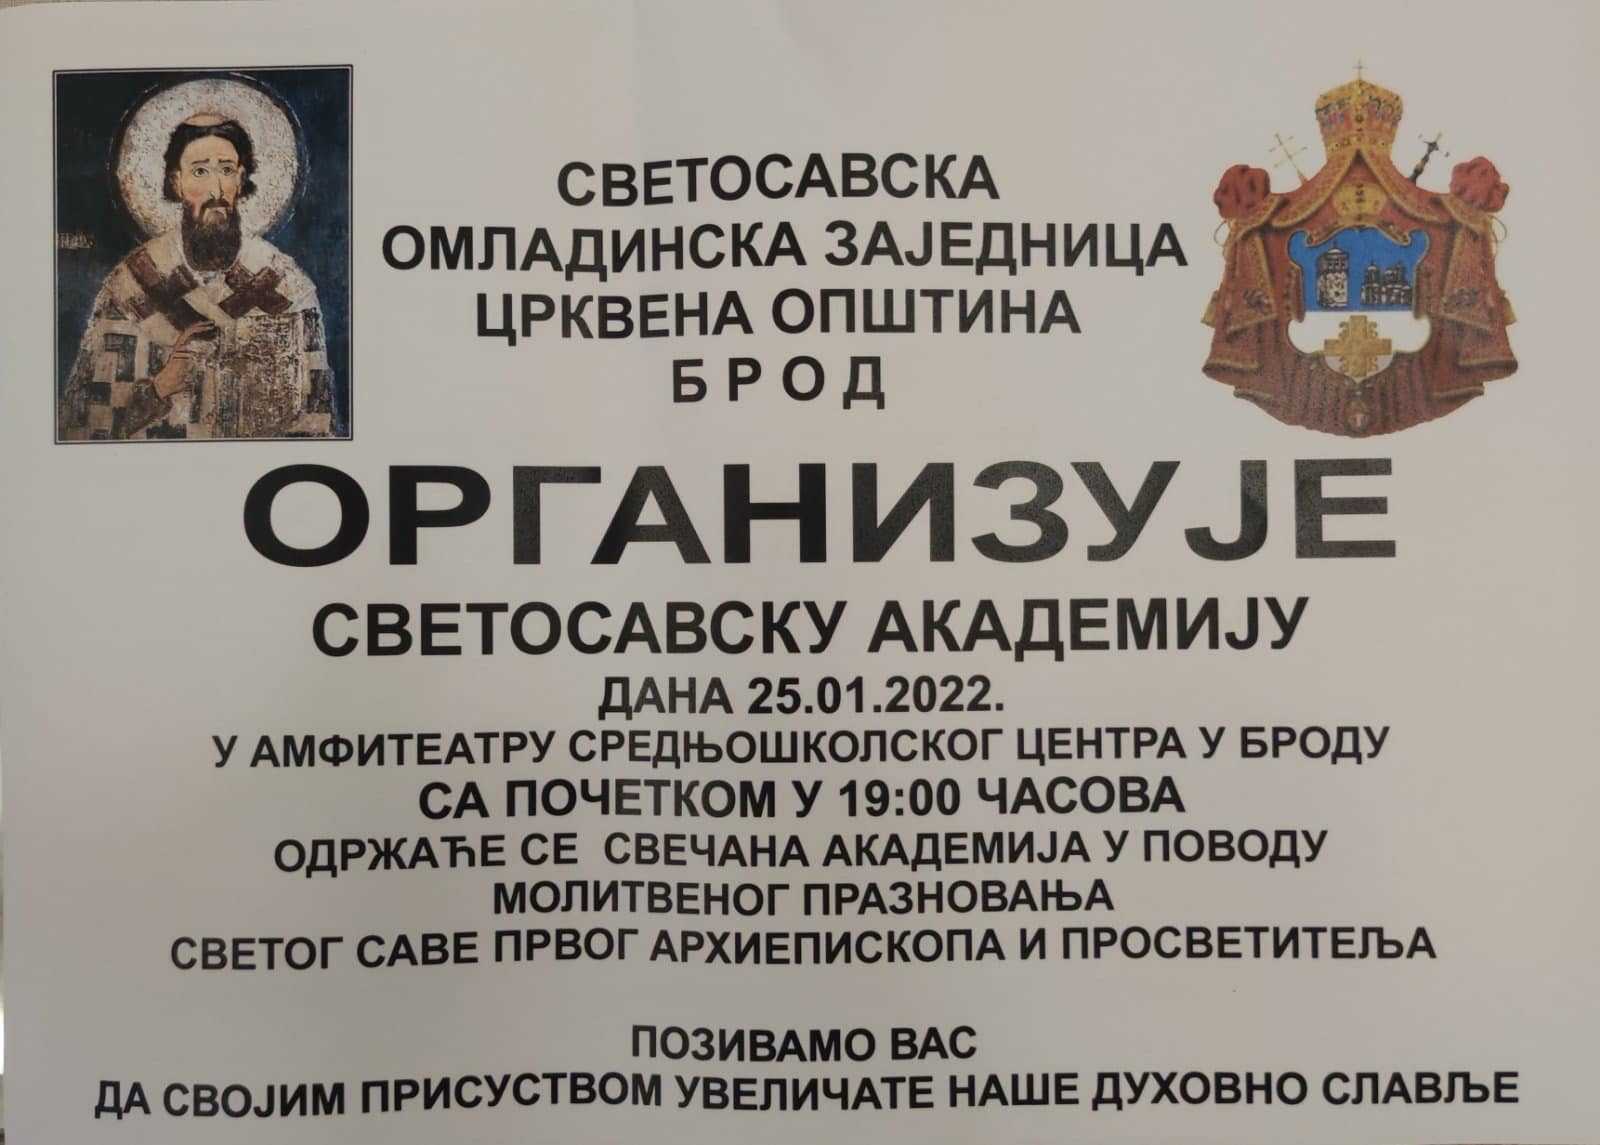 СВЕТОСАВСКА
ОМЛАДИНСКА ЗАЈЕДНИЦА
ЦРКВЕНА ОПШТИНА
Б Р О Д
ОРГАНИЗУЈЕ
СВЕТОСАВСКУ АКАДЕМИЈУ
ДАНА 25.01.2022.
У АМФИТЕАТРУ СРЕДЊОШКОЛСКОГ ЦЕНТРА У БРОДУ
СА ПОЧЕТКОМ У 19:00 ЧАСОВА
ОДРЖАЋЕ СЕ СВЕЧАНА АКАДЕМИЈА У ПОВОДУ
МОЛИТВЕНОГ ПРАЗНОВАЊА
СВЕТОГ САВЕ ПРВОГ АРХИЕПИСКОПА И ПРОСВЕТИТЕЉА
ПОЗИВАМО ВАС
ДА СВОЈИМ ПРИСУСТВОМ УВЕЛИЧАТЕ НАШЕ ДУХОВНО СЛАВЉЕ